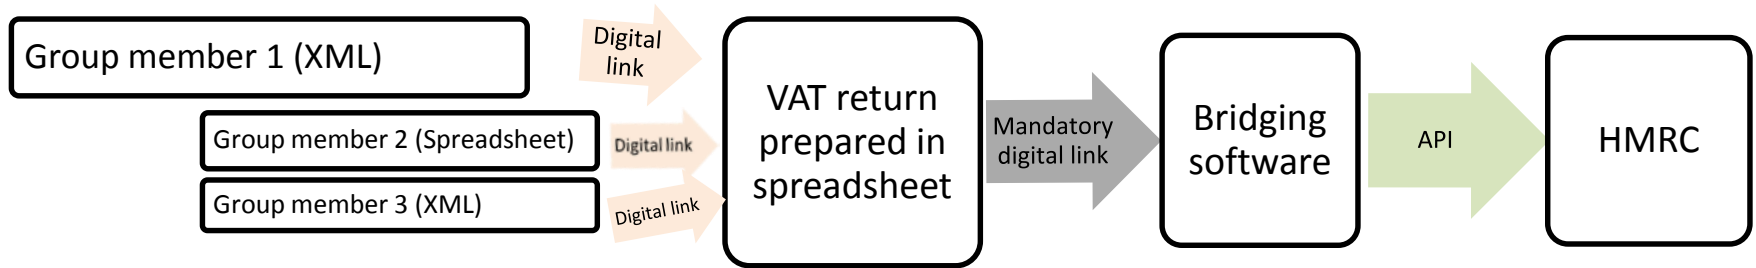 Group member 1 (XML)
Digital
link
Group member 2 (Spreadsheet)
Digital link
Group member 3 (XML)
Digital link
VAT return
prepared in
spreadsheet
Mandatory
digital link
Bridging
software
API
HMRC